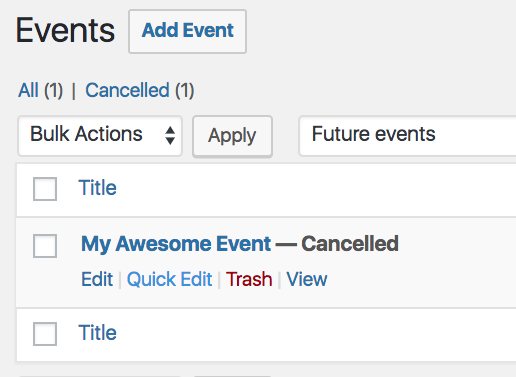 Events Add Event
All (1) | Cancelled (1)
Bulk Actions Apply Future events
Title
My Awesome Event — Cancelled
Edit | Quick Edit | Trash | View
Title